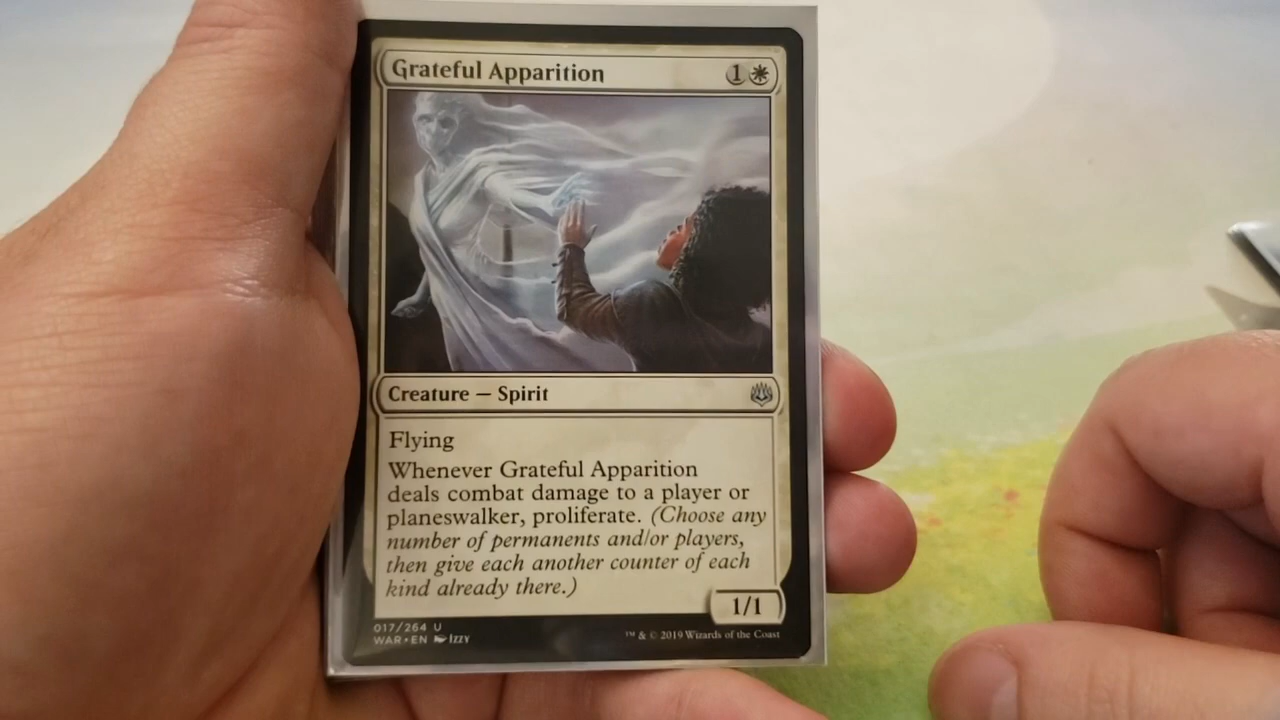 Grateful Apparition 1
Creature — Spirit
Flying
Whenever Grateful Apparition
deals combat damage to a player or
planeswalker, proliferate. (Choose any
number of permanents and/or players,
then give each another counter of each
kind already there.)
1/1
017/264 U
WAR • EN Izzy
™ & © 2019 Wizards of the Coast